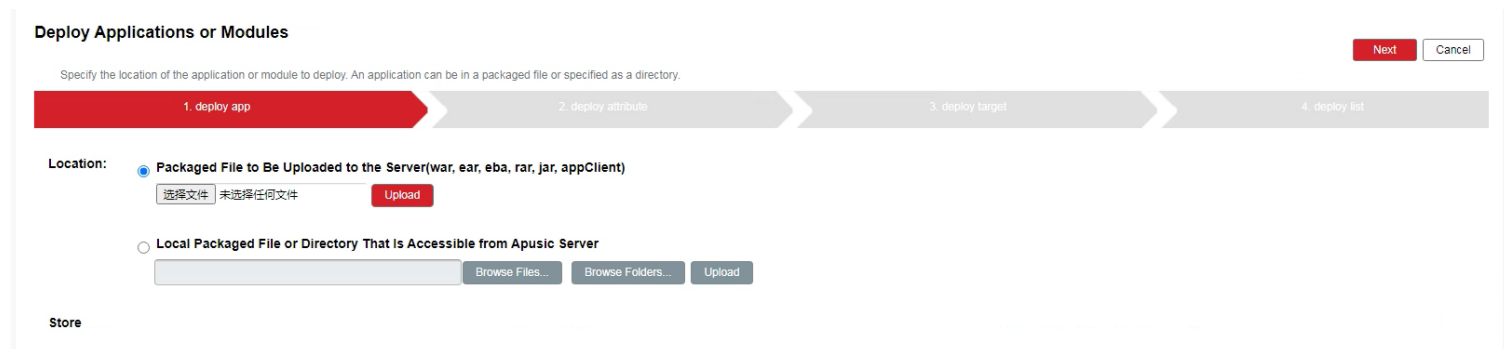 Deploy Applications or Modules
Next Cancel
Specify the location of the application or module to deploy. An application can be in a packaged file or specified as a directory.
1. deploy app 2. deploy attribute 3. deploy target 4. deploy list
Location: Packaged File to Be Uploaded to the Server(war, ear, eba, rar, jar, appClient)
选择文件 未选择任何文件 Upload
Local Packaged File or Directory That Is Accessible from Apusic Server
Browse Files... Browse Folders... Upload
Store